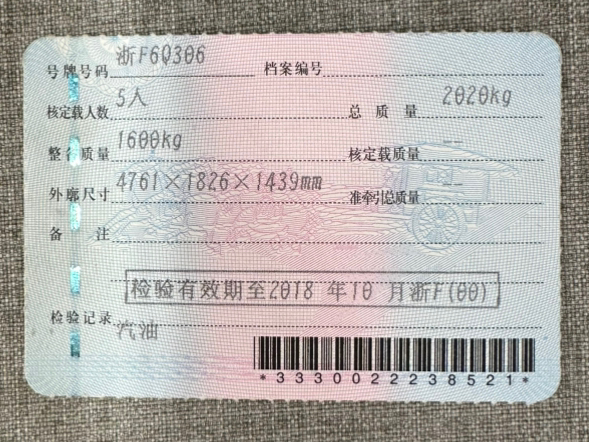 号牌号码 浙F6Q306 档案编号
核定载人数 5人 总质量 2020kg
整备质量 1600kg 核定载质量 --
外廓尺寸 4761×1826×1439mm 准牵引总质量 --
备注
检验有效期至2018 年10 月浙F(00)
检验记录
汽油
*3330022238521*